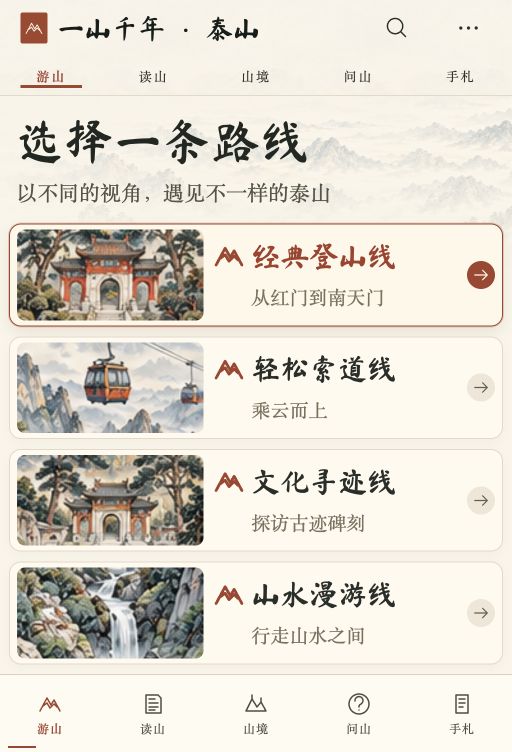 一山千年 · 泰山
游山 读山 山境 问山 手札
选择一条路线
以不同的视角，遇见不一样的泰山
经典登山线
从红门到南天门
轻松索道线
乘云而上
文化寻迹线
探访古迹碑刻
山水漫游线
行走山水之间
游山 读山 山境 问山 手札